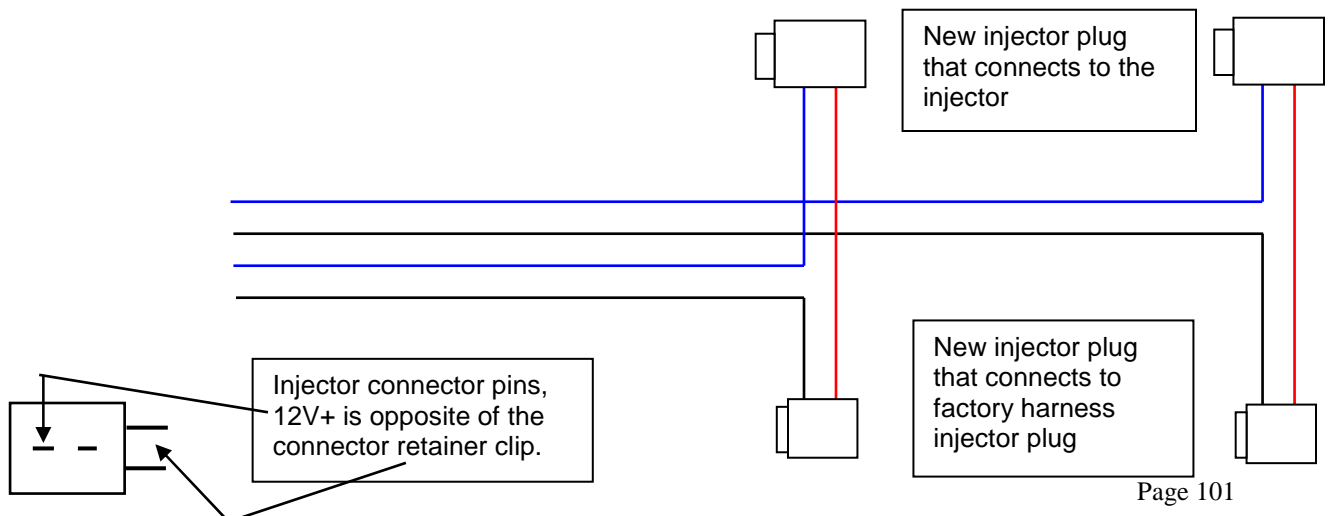 New injector plug
that connects to the
injector
Injector connector pins,
12V+ is opposite of the
connector retainer clip.
New injector plug
that connects to
factory harness
injector plug
Page 101